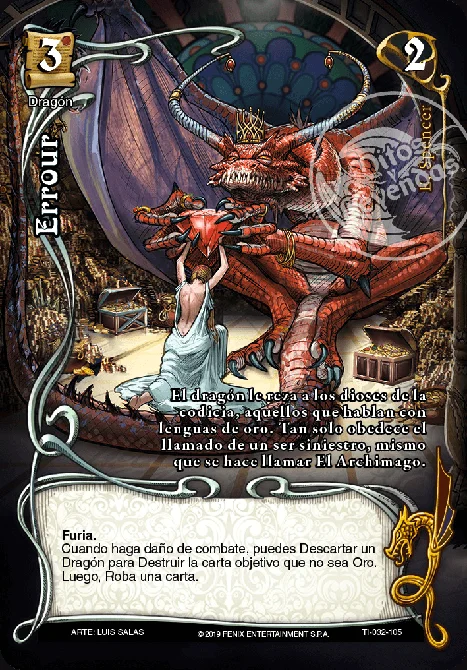 3
2
Dragón
Errour
Mitos
Leyendas
El dragón le reza a los dioses de la
codicia, aquellos que hablan con
lenguas de oro. Tan solo obedece el
llamado de un ser siniestro, mismo
que se hace llamar El Archimago.
Furia.
Cuando haga daño de combate, puedes Descartar un
Dragón para Destruir la carta objetivo que no sea Oro.
Luego, Roba una carta.
ARTE: LUIS SALAS
© 2019 FENIX ENTERTAINMENT S.P.A.
TI-032-105